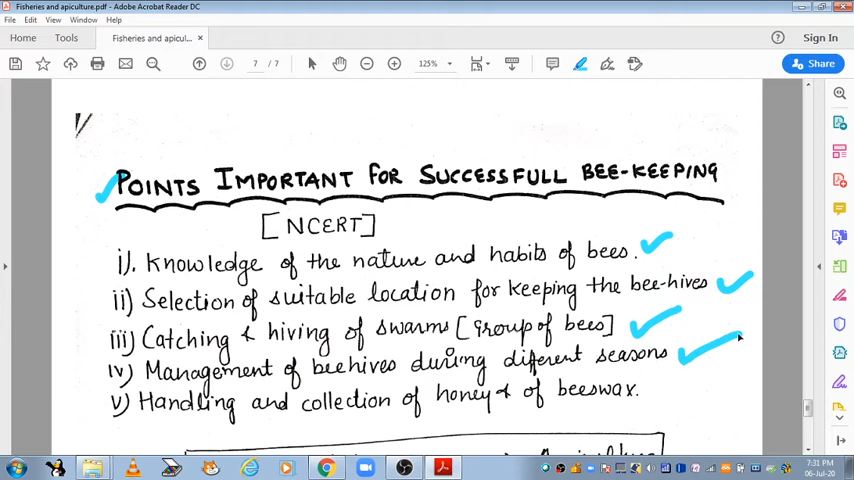 Fisheries and apiculture.pdf - Adobe Acrobat Reader DC
File Edit View Window Help
Home Tools Fisheries and apicul... × Sign In
7 / 7 125% Share
POINTS IMPORTANT FOR SUCCESSFULL BEE-KEEPING
[NCERT]
i). Knowledge of the nature and habits of bees.
ii) Selection of suitable location for keeping the bee-hives
iii) Catching & hiving of swarms [group of bees]
iv) Management of beehives during different seasons
v) Handling and collection of honey & of beeswax.
7:31 PM
06-Jul-20